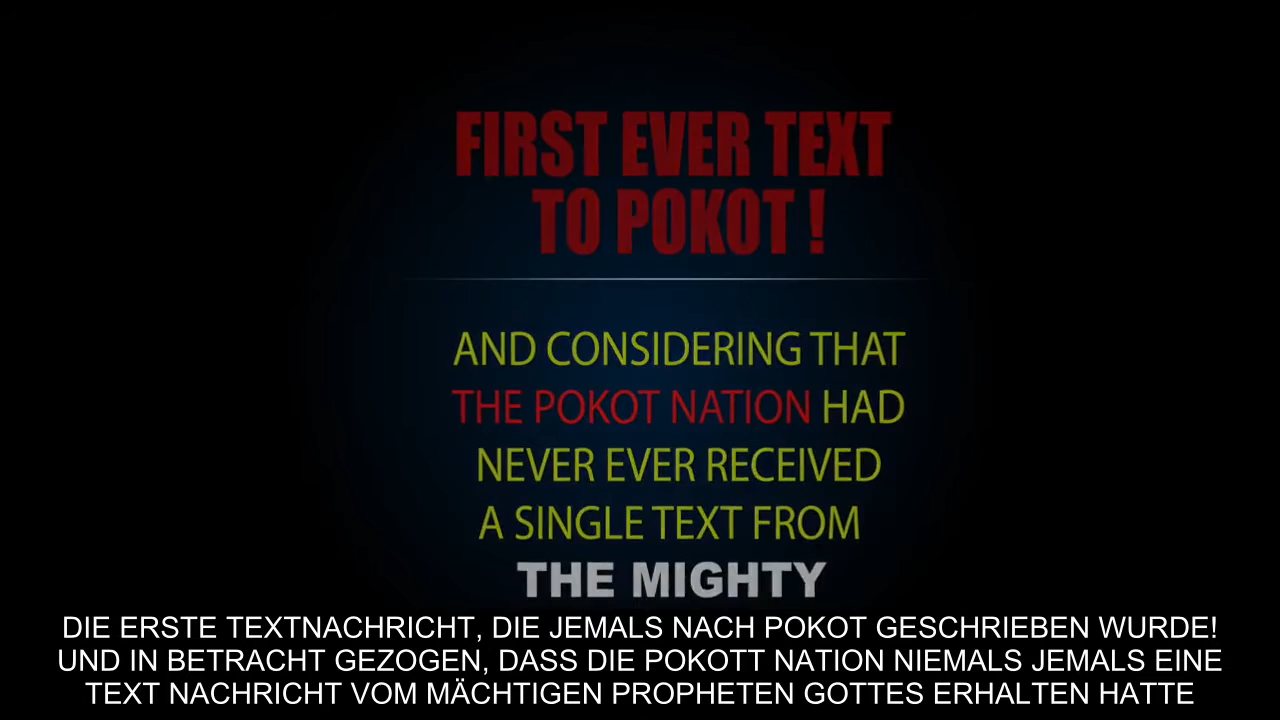 FIRST EVER TEXT
TO POKOT !
AND CONSIDERING THAT
THE POKOT NATION HAD
NEVER EVER RECEIVED
A SINGLE TEXT FROM
THE MIGHTY
DIE ERSTE TEXTNACHRICHT, DIE JEMALS NACH POKOT GESCHRIEBEN WURDE!
UND IN BETRACHT GEZOGEN, DASS DIE POKOTT NATION NIEMALS JEMALS EINE
TEXT NACHRICHT VOM MÄCHTIGEN PROPHETEN GOTTES ERHALTEN HATTE